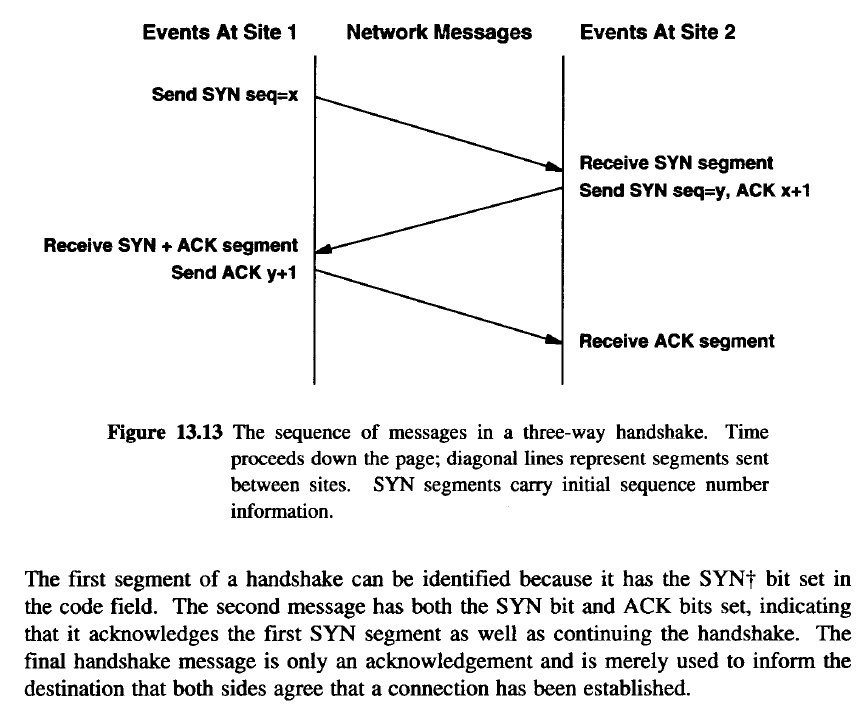 Events At Site 1 Network Messages Events At Site 2
Send SYN seq=x
Receive SYN segment
Send SYN seq=y, ACK x+1
Receive SYN + ACK segment
Send ACK y+1
Receive ACK segment
Figure 13.13 The sequence of messages in a three-way handshake. Time
proceeds down the page; diagonal lines represent segments sent
between sites. SYN segments carry initial sequence number
information.
The first segment of a handshake can be identified because it has the SYN† bit set in
the code field. The second message has both the SYN bit and ACK bits set, indicating
that it acknowledges the first SYN segment as well as continuing the handshake. The
final handshake message is only an acknowledgement and is merely used to inform the
destination that both sides agree that a connection has been established.